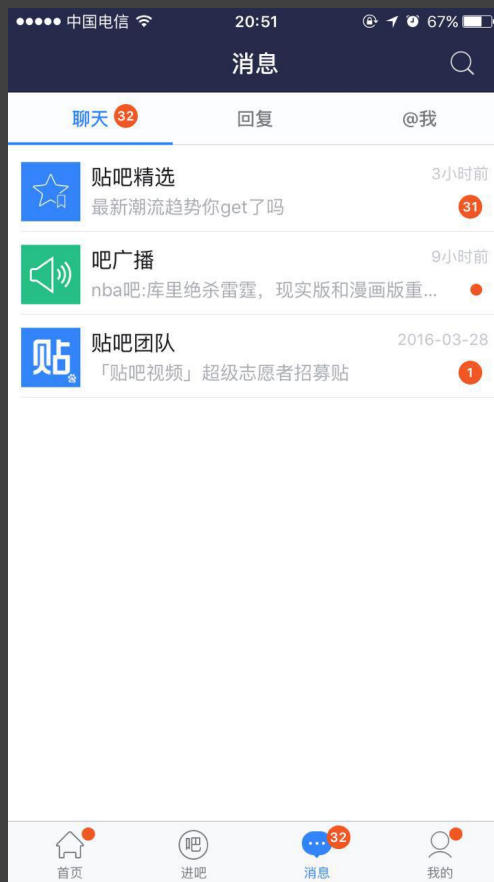 中国电信 20:51 67%
消息
聊天 32 回复 @我
贴吧精选 3小时前
最新潮流趋势你get了吗 31
吧广播 9小时前
nba吧:库里绝杀雷霆，现实版和漫画版重...
贴 贴吧团队 2016-03-28
「贴吧视频」超级志愿者招募贴 1
吧 32
首页 进吧 消息 我的